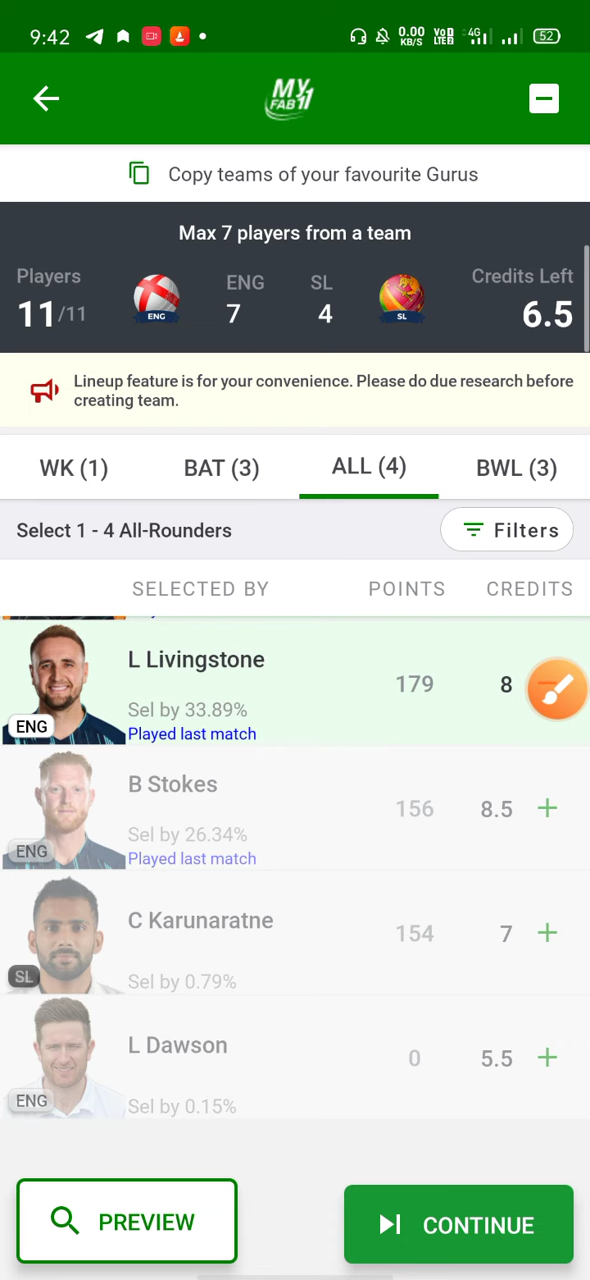 9:42
0.00
KB/S
Vo
LTE 2
4G
52
MY
FAB11
Copy teams of your favourite Gurus
Max 7 players from a team
Players
ENG
SL
Credits Left
11/11
ENG
7
4
SL
6.5
Lineup feature is for your convenience. Please do due research before
creating team.
WK (1)
BAT (3)
ALL (4)
BWL (3)
Select 1 - 4 All-Rounders
Filters
SELECTED BY
POINTS
CREDITS
L Livingstone
179
8
Sel by 33.89%
ENG
Played last match
B Stokes
156
8.5
Sel by 26.34%
ENG
Played last match
C Karunaratne
154
7
SL
Sel by 0.79%
L Dawson
0
5.5
ENG
Sel by 0.15%
PREVIEW
CONTINUE